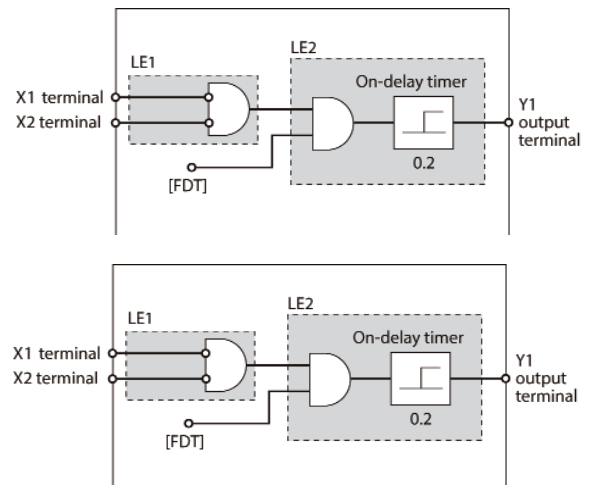 LE1
LE2
On-delay timer
X1 terminal
X2 terminal
Y1
output
terminal
0.2
[FDT]
LE1
LE2
On-delay timer
X1 terminal
X2 terminal
Y1
output
terminal
0.2
[FDT]